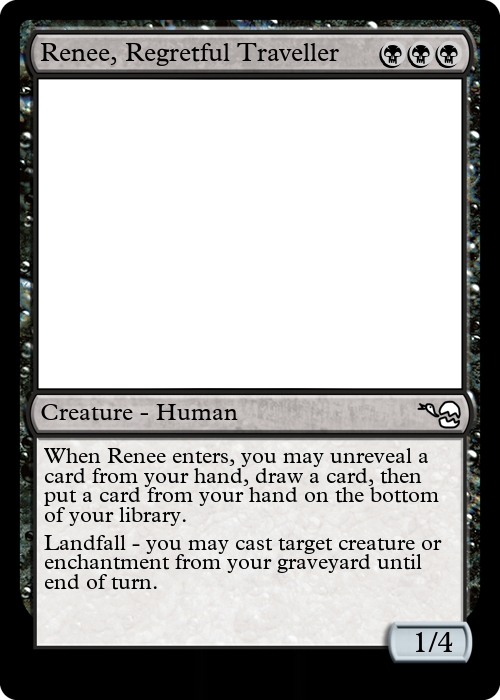 Renee, Regretful Traveller
Creature - Human
When Renee enters, you may unreveal a
card from your hand, draw a card, then
put a card from your hand on the bottom
of your library.
Landfall - you may cast target creature or
enchantment from your graveyard until
end of turn.
1/4